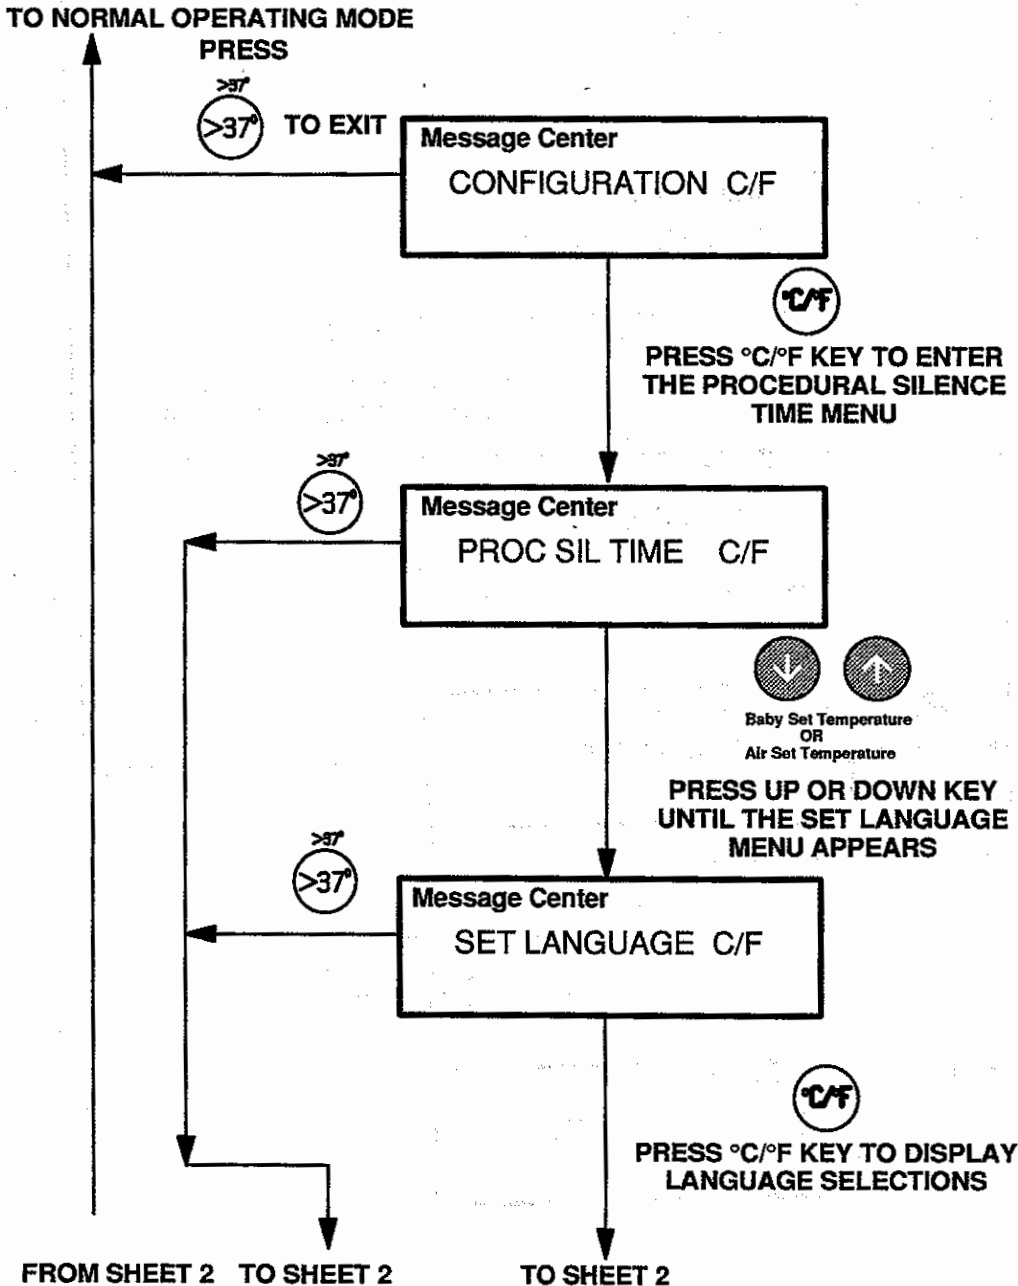 TO NORMAL OPERATING MODE
PRESS
>37°
>37°
TO EXIT
Message Center
CONFIGURATION C/F
°C/°F
PRESS °C/°F KEY TO ENTER
THE PROCEDURAL SILENCE
TIME MENU
>37°
>37°
Message Center
PROC SIL TIME C/F
Baby Set Temperature
OR
Air Set Temperature
PRESS UP OR DOWN KEY
UNTIL THE SET LANGUAGE
MENU APPEARS
>37°
>37°
Message Center
SET LANGUAGE C/F
°C/°F
PRESS °C/°F KEY TO DISPLAY
LANGUAGE SELECTIONS
FROM SHEET 2 TO SHEET 2 TO SHEET 2